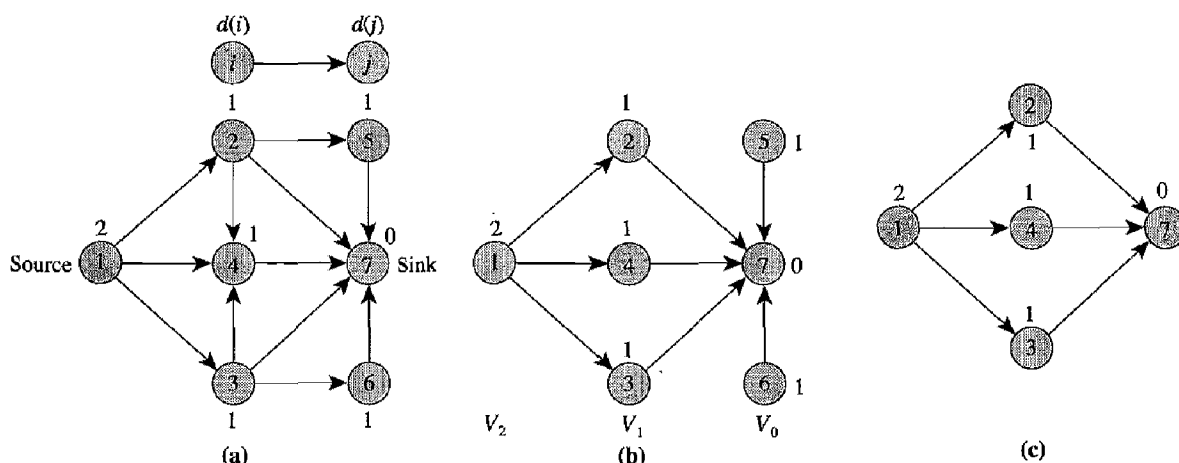 d(i) d(j)
i j
1 1
2 5
2 1 0
Source 1 4 7 Sink
3 6
1 1
(a)
1
2 5 1
2 1
1 4 7 0
1
3 6 1
V₂ V₁ V₀
(b)
2
1
2 1 0
1 4 7
1
3
(c)